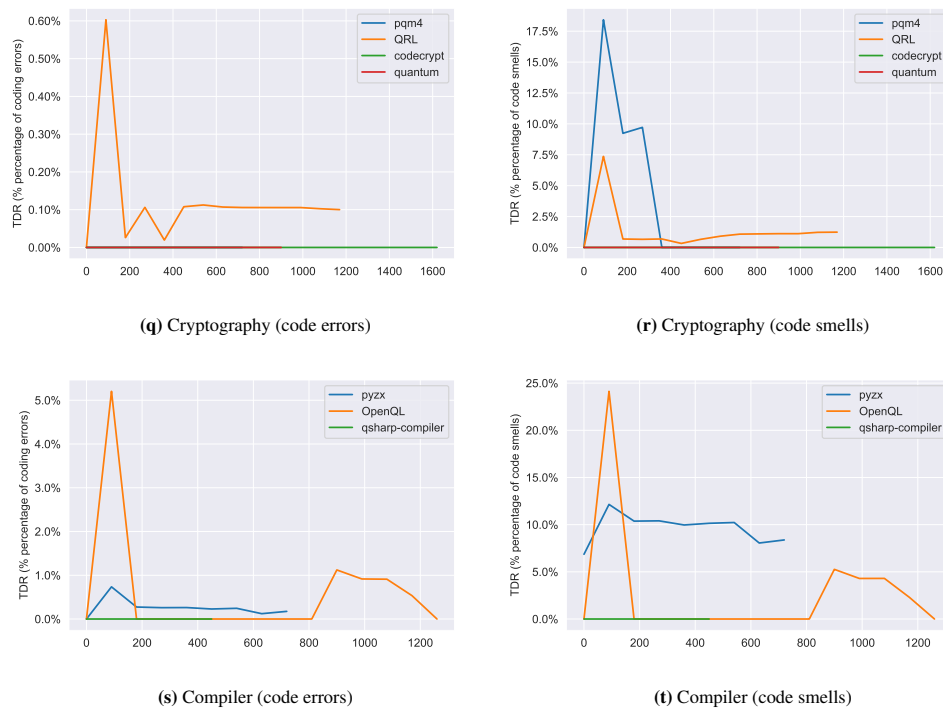 0.60%
0.50%
0.40%
0.30%
0.20%
0.10%
0.00%
TDR (% percentage of coding errors)
pqm4
QRL
codecrypt
quantum
0 200 400 600 800 1000 1200 1400 1600
(q) Cryptography (code errors)
17.5%
15.0%
12.5%
10.0%
7.5%
5.0%
2.5%
0.0%
TDR (% percentage of code smells)
pqm4
QRL
codecrypt
quantum
0 200 400 600 800 1000 1200 1400 1600
(r) Cryptography (code smells)
5.0%
4.0%
3.0%
2.0%
1.0%
0.0%
TDR (% percentage of coding errors)
pyzx
OpenQL
qsharp-compiler
0 200 400 600 800 1000 1200
(s) Compiler (code errors)
25.0%
20.0%
15.0%
10.0%
5.0%
0.0%
TDR (% percentage of code smells)
pyzx
OpenQL
qsharp-compiler
0 200 400 600 800 1000 1200
(t) Compiler (code smells)